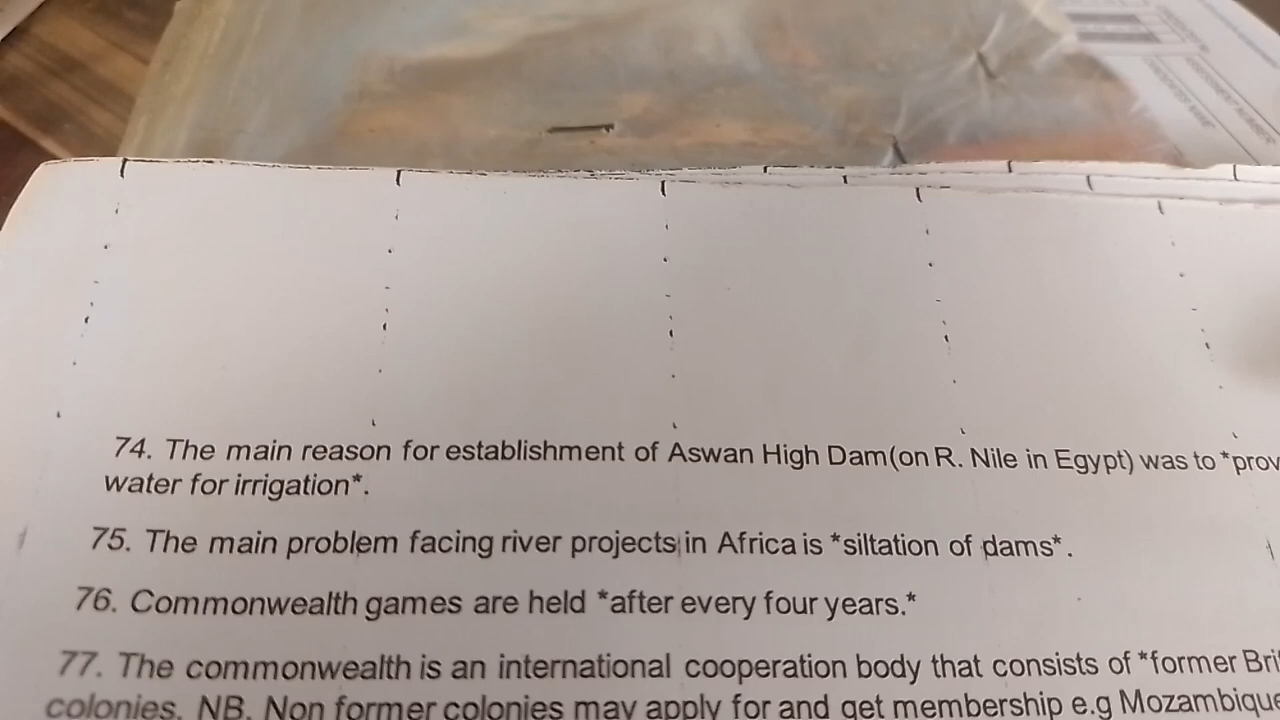 74. The main reason for establishment of Aswan High Dam(on R. Nile in Egypt) was to *prov
water for irrigation*.
75. The main problem facing river projects in Africa is *siltation of dams*.
76. Commonwealth games are held *after every four years.*
77. The commonwealth is an international cooperation body that consists of *former Bri
colonies. NB. Non former colonies may apply for and get membership e.g Mozambique